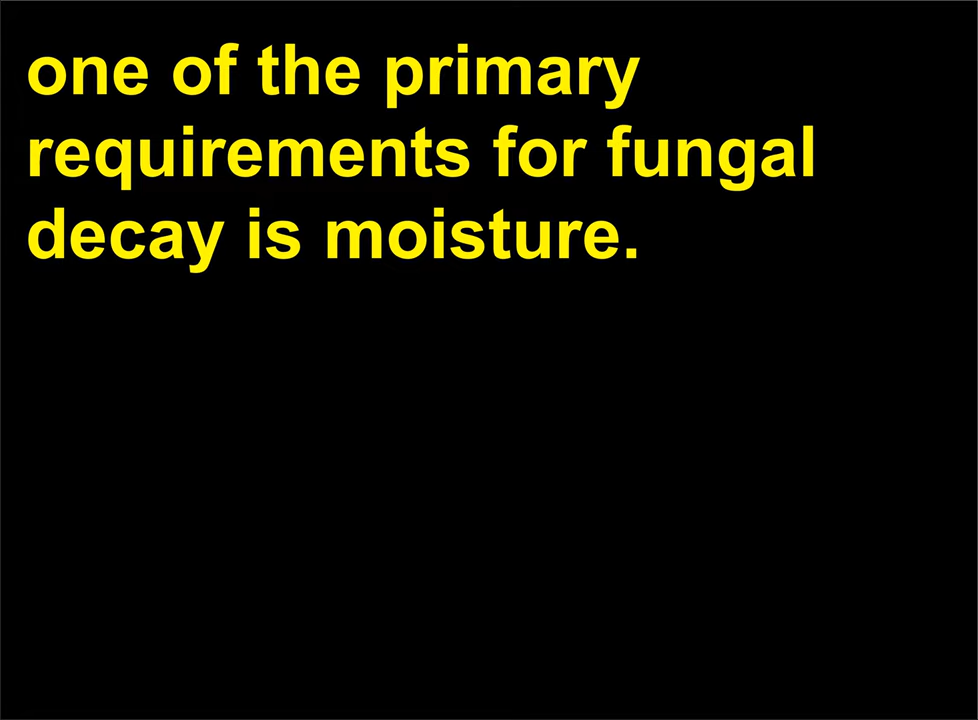 one of the primary
requirements for fungal
decay is moisture.